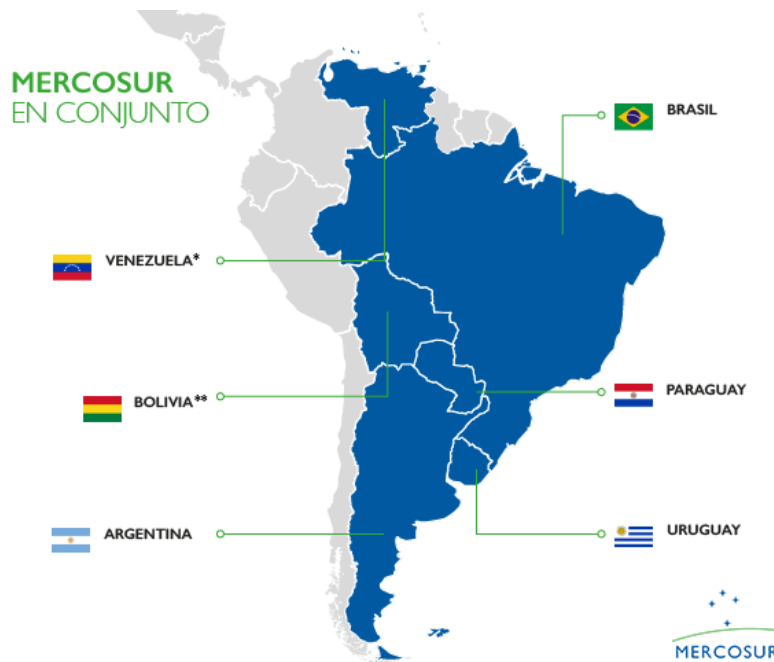 MERCOSUR
EN CONJUNTO
BRASIL
VENEZUELA*
BOLIVIA**
PARAGUAY
ARGENTINA
URUGUAY
MERCOSUR